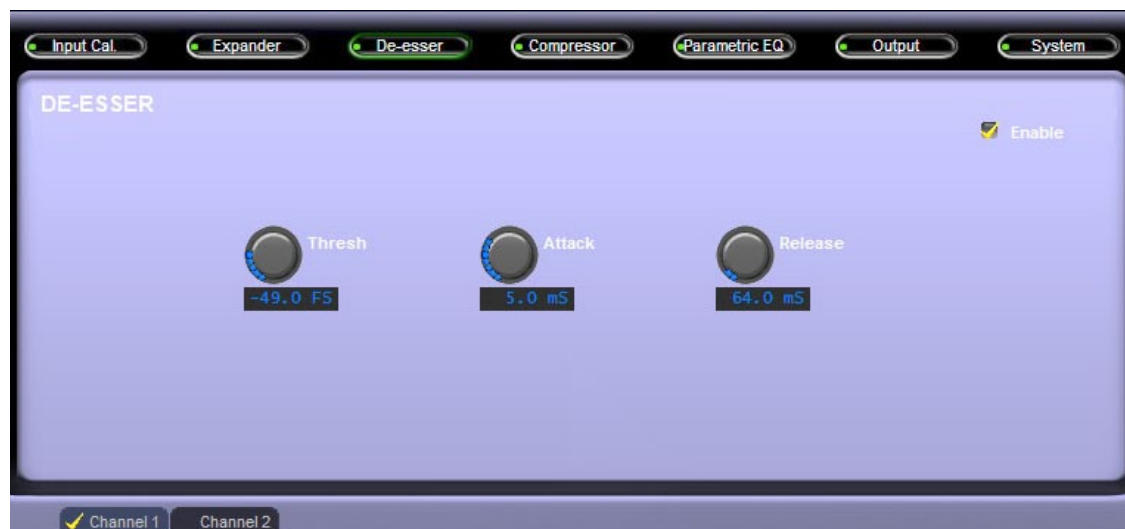 Input Cal. Expander De-esser Compressor Parametric EQ Output System
DE-ESSER
Enable
Thresh Attack Release
-49.0 FS 5.0 mS 64.0 mS
Channel 1 Channel 2